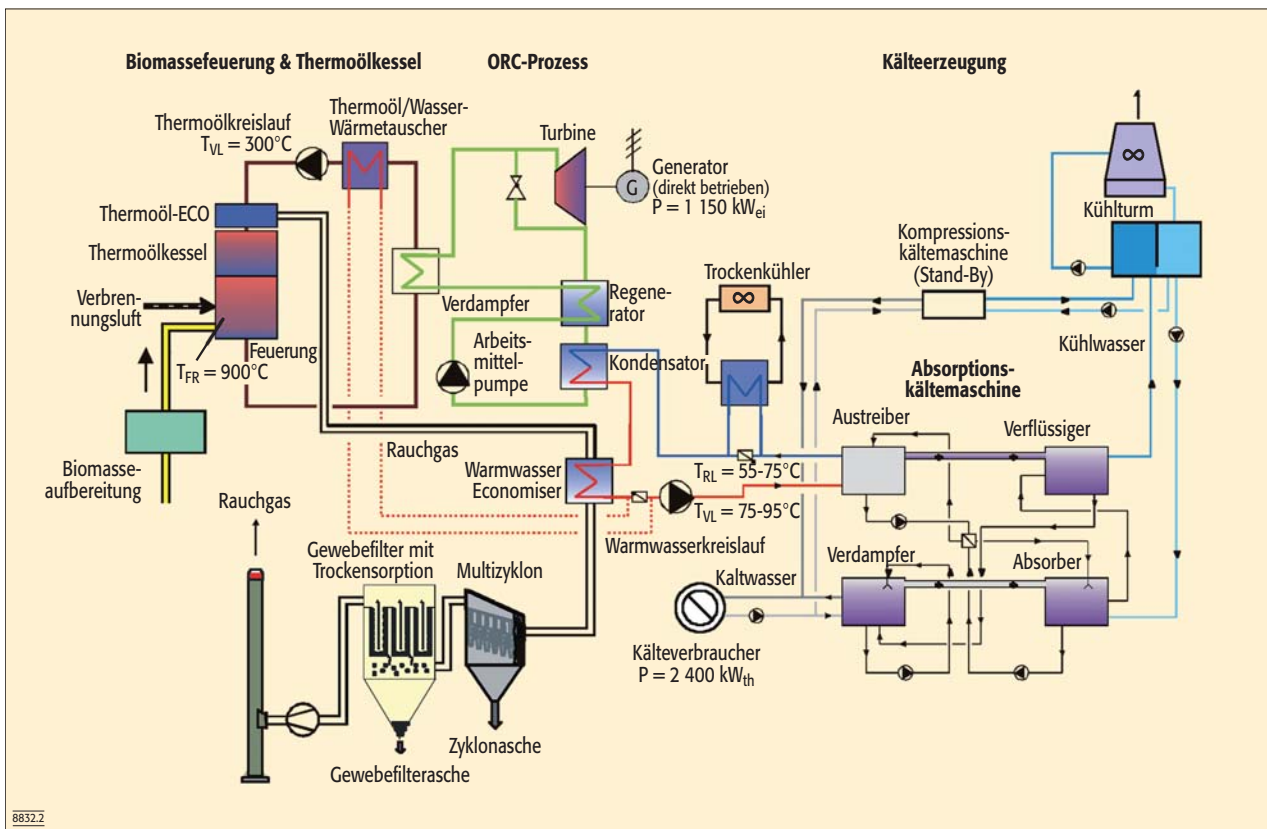 Biomassefeuerung & Thermoölkessel
ORC-Prozess
Kälteerzeugung
Thermoölkreislauf
T_VL = 300°C
Thermoöl/Wasser-
Wärmetauscher
Turbine
Generator
(direkt betrieben)
P = 1 150 kW_ei
G
Thermoöl-ECO
Thermoölkessel
Verbren-
nungsluft
Feuerung
T_FR = 900°C
Biomasse-
aufbereitung
Verdampfer
Regene-
rator
Arbeits-
mittel-
pumpe
Kondensator
Trockenkühler
∞
Kühlturm
∞
Kompressions-
kältemaschine
(Stand-By)
Kühlwasser
Absorptions-
kältemaschine
Austreiber
Verflüssiger
Rauchgas
Warmwasser
Economiser
T_RL = 55-75°C
T_VL = 75-95°C
Warmwasserkreislauf
Verdampfer
Absorber
Kaltwasser
Kälteverbraucher
P = 2 400 kW_th
Rauchgas
Gewebefilter mit
Trockensorption
Multizyklon
Zyklonasche
Gewebefilterasche
8832.2